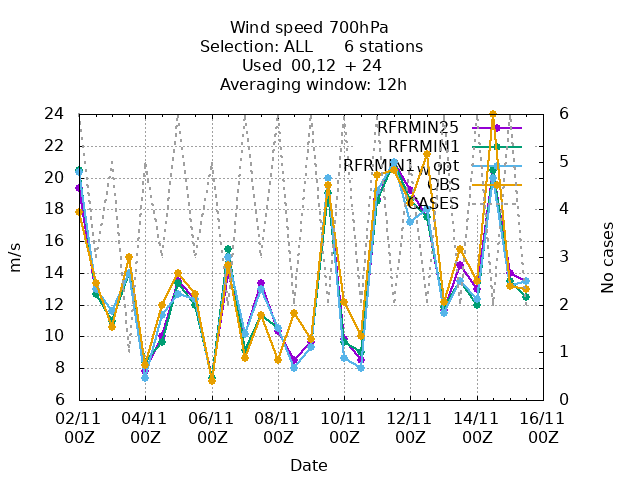 Wind speed 700hPa
Selection: ALL 6 stations
Used 00,12 + 24
Averaging window: 12h
24
22
20
18
16
14
12
10
8
6
m/s
6
5
4
3
2
1
0
No cases
RFRMIN25
RFRMIN1
RFRMIN1_w_opt
OBS
CASES
02/11 04/11 06/11 08/11 10/11 12/11 14/11 16/11
00Z 00Z 00Z 00Z 00Z 00Z 00Z 00Z
Date